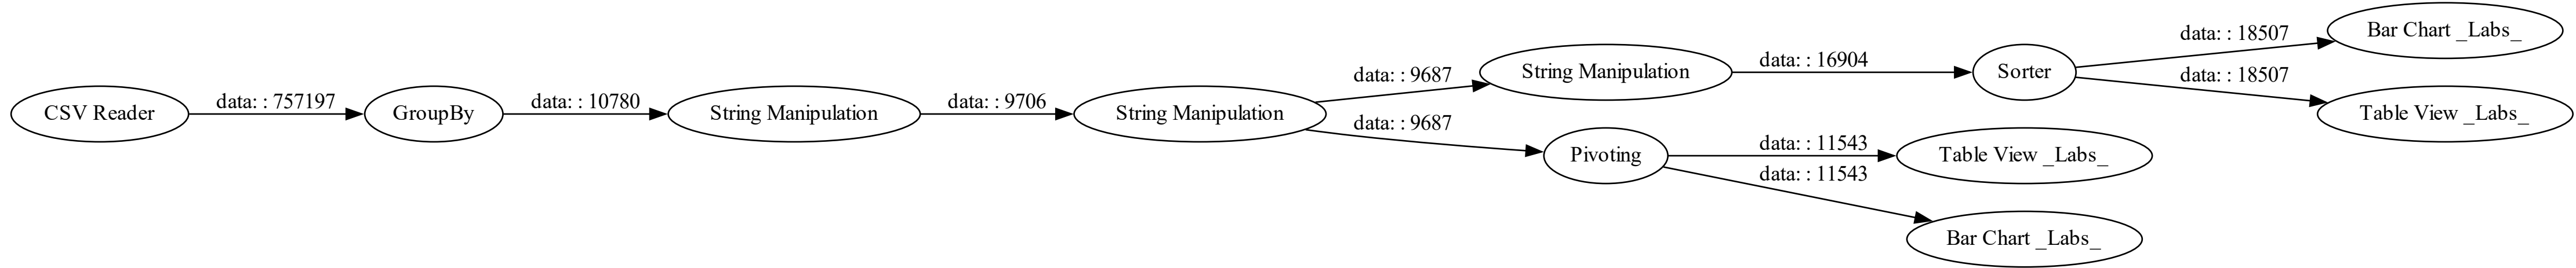 CSV Reader
data: : 757197
GroupBy
data: : 10780
String Manipulation
data: : 9706
String Manipulation
data: : 9687
data: : 9687
String Manipulation
Pivoting
data: : 16904
data: : 11543
data: : 11543
Sorter
Table View _Labs_
Bar Chart _Labs_
data: : 18507
data: : 18507
Bar Chart _Labs_
Table View _Labs_